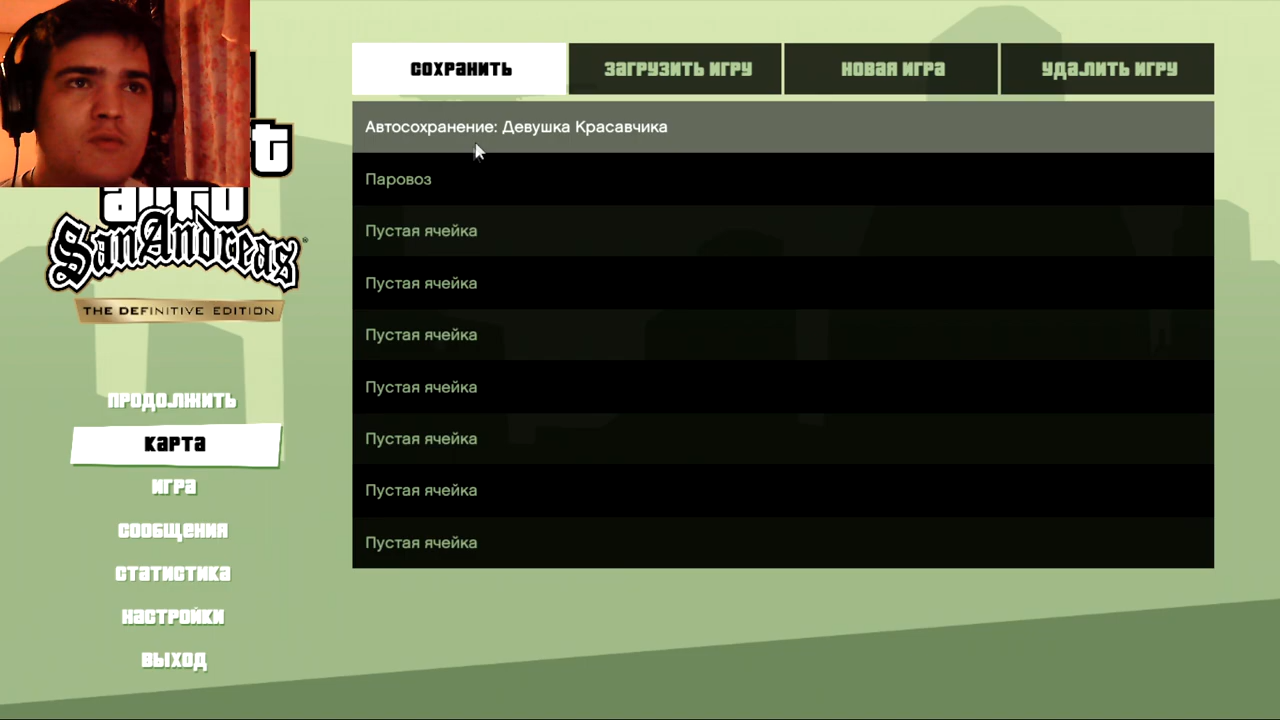 СОХРАНИТЬ
ЗАГРУЗИТЬ ИГРУ
НОВАЯ ИГРА
УДАЛИТЬ ИГРУ
Автосохранение: Девушка Красавчика
Паровоз
Пустая ячейка
Пустая ячейка
Пустая ячейка
Пустая ячейка
Пустая ячейка
Пустая ячейка
Пустая ячейка
auto
San Andreas
THE DEFINITIVE EDITION
ПРОДОЛЖИТЬ
КАРТА
ИГРА
СООБЩЕНИЯ
СТАТИСТИКА
НАСТРОЙКИ
ВЫХОД